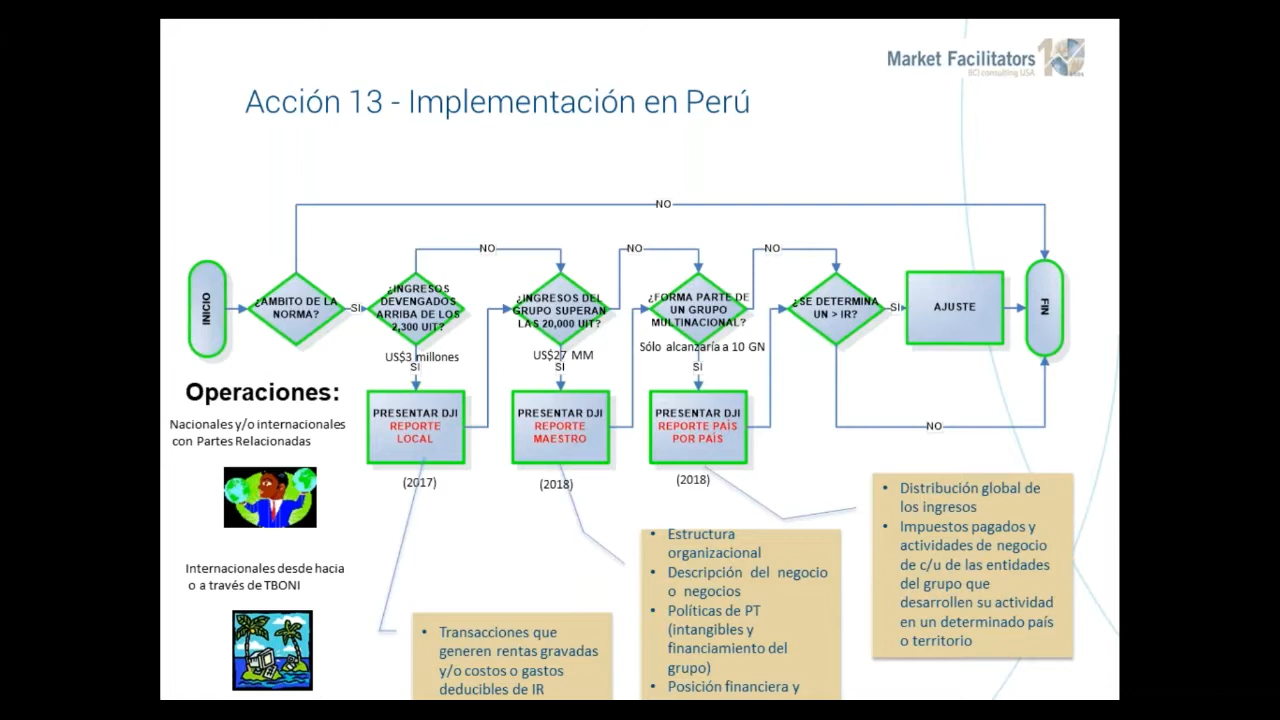 Market Facilitators
BCI consulting USA
Acción 13 - Implementación en Perú
NO
NO
NO
NO
INICIO
¿AMBITO DE LA
NORMA?
SI
¿INGRESOS
DEVENGADOS
ARRIBA DE LOS
2,300 UIT?
¿INGRESOS DEL
GRUPO SUPERAN
LAS 20,000 UIT?
¿FORMA PARTE DE
UN GRUPO
MULTINACIONAL?
¿SE DETERMINA
UN > IR?
SI
AJUSTE
FIN
US$3 millones
SI
US$27 MM
SI
Sólo alcanzaría a 10 GN
SI
Operaciones:
Nacionales y/o internacionales
con Partes Relacionadas
PRESENTAR DJI
REPORTE
LOCAL
(2017)
PRESENTAR DJI
REPORTE
MAESTRO
(2018)
PRESENTAR DJI
REPORTE PAÍS
POR PAÍS
(2018)
NO
Internacionales desde hacia
o a través de TBONI
• Transacciones que
generen rentas gravadas
y/o costos o gastos
deducibles de IR
• Estructura
organizacional
• Descripción del negocio
o negocios
• Políticas de PT
(intangibles y
financiamiento del
grupo)
• Posición financiera y
• Distribución global de
los ingresos
• Impuestos pagados y
actividades de negocio
de c/u de las entidades
del grupo que
desarrollen su actividad
en un determinado país
o territorio